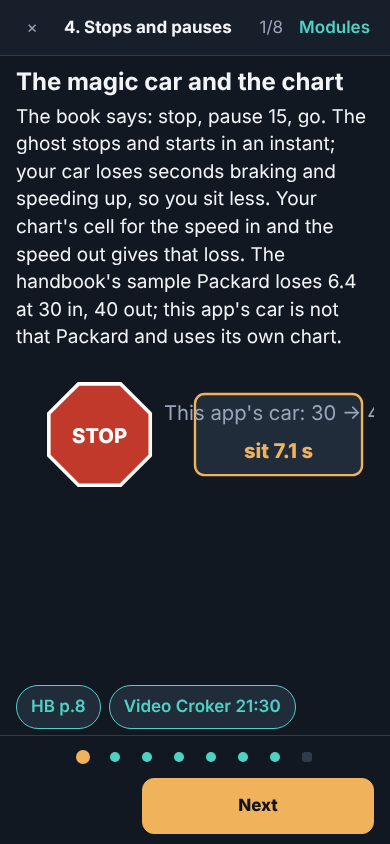 × 4. Stops and pauses 1/8 Modules
The magic car and the chart
The book says: stop, pause 15, go. The
ghost stops and starts in an instant;
your car loses seconds braking and
speeding up, so you sit less. Your
chart's cell for the speed in and the
speed out gives that loss. The
handbook's sample Packard loses 6.4
at 30 in, 40 out; this app's car is not
that Packard and uses its own chart.
STOP
This app's car: 30 →
sit 7.1 s
HB p.8 Video Croker 21:30
Next